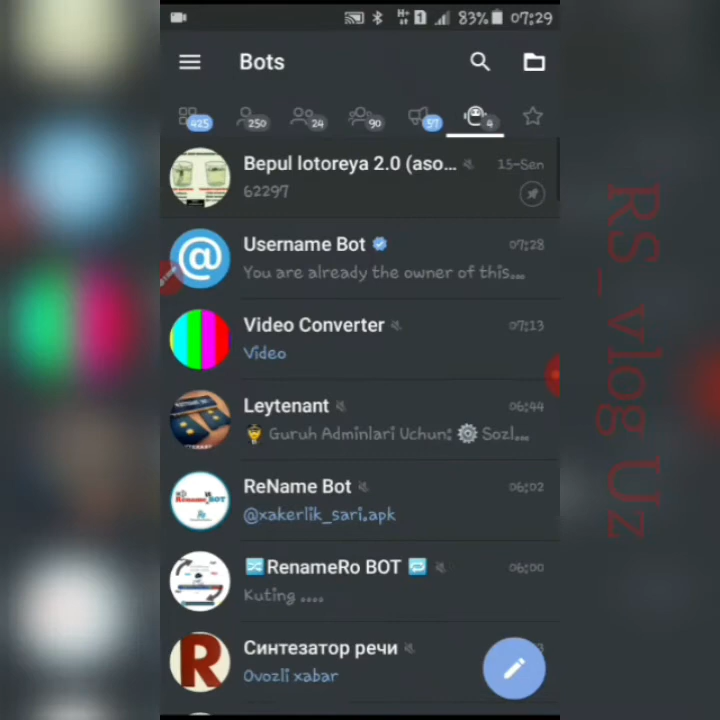 83% 07:29
Bots
425 250 24 90 57 4
Bepul lotoreya 2.0 (aso... 15-Sen
62297
Username Bot 07:28
You are already the owner of this...
Video Converter 07:13
Video
Leytenant 06:44
Guruh Adminlari Uchun: Sozl...
ReName Bot 06:02
@xakerlik_sari.apk
RenameRo BOT 06:00
Kuting ....
Синтезатор речи
Ovozli xabar
RS_vlog Uz